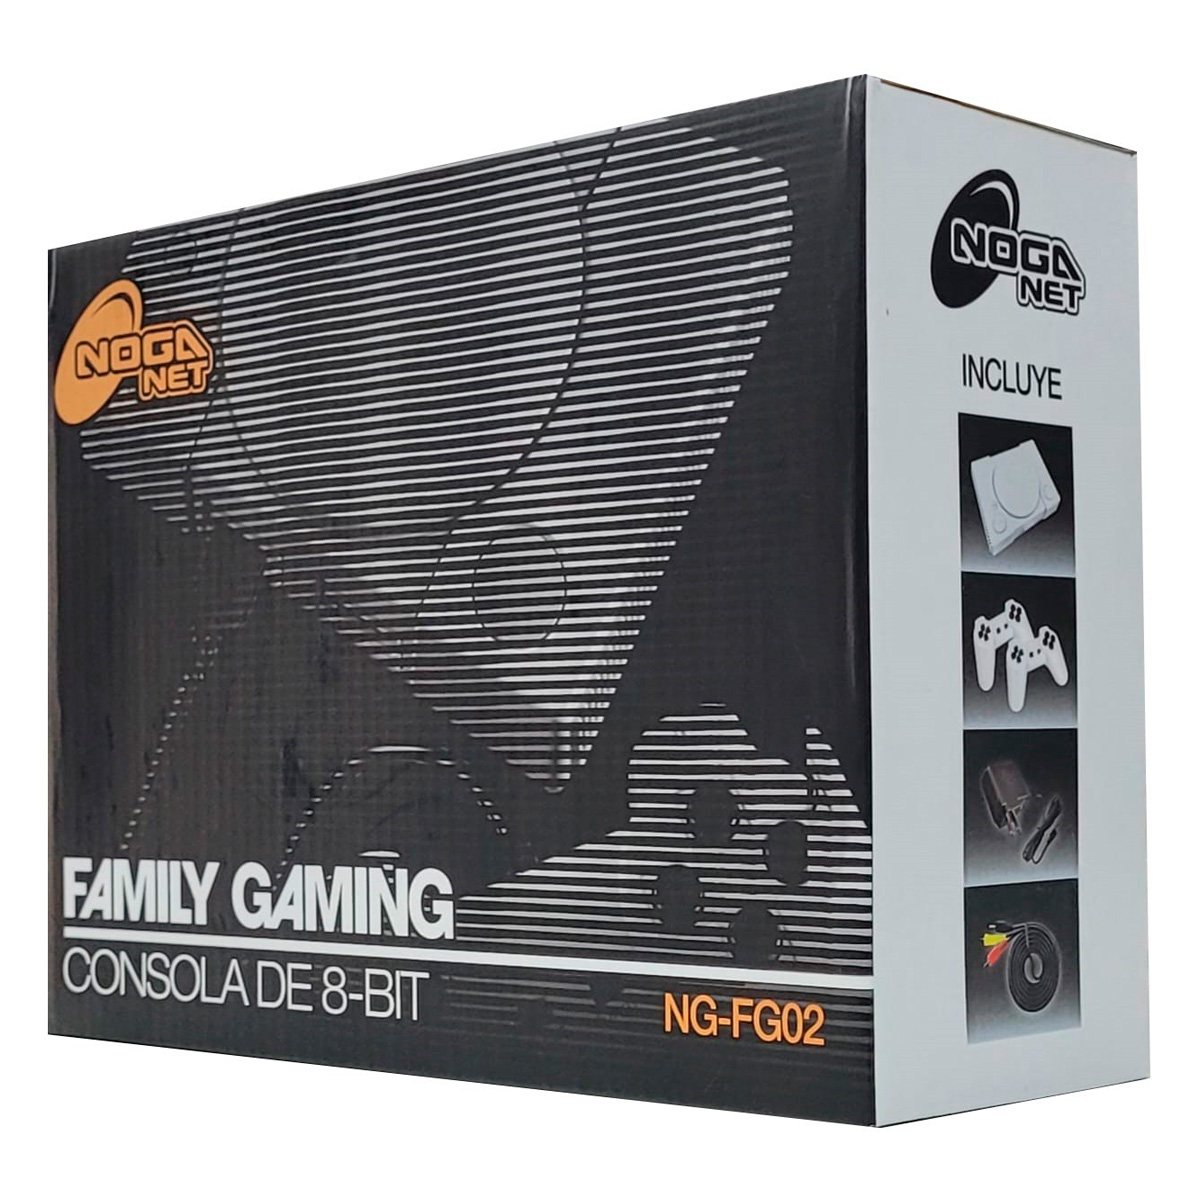 NOGA
NET
FAMILY GAMING
CONSOLA DE 8-BIT
NG-FG02
NOGA
NET
INCLUYE